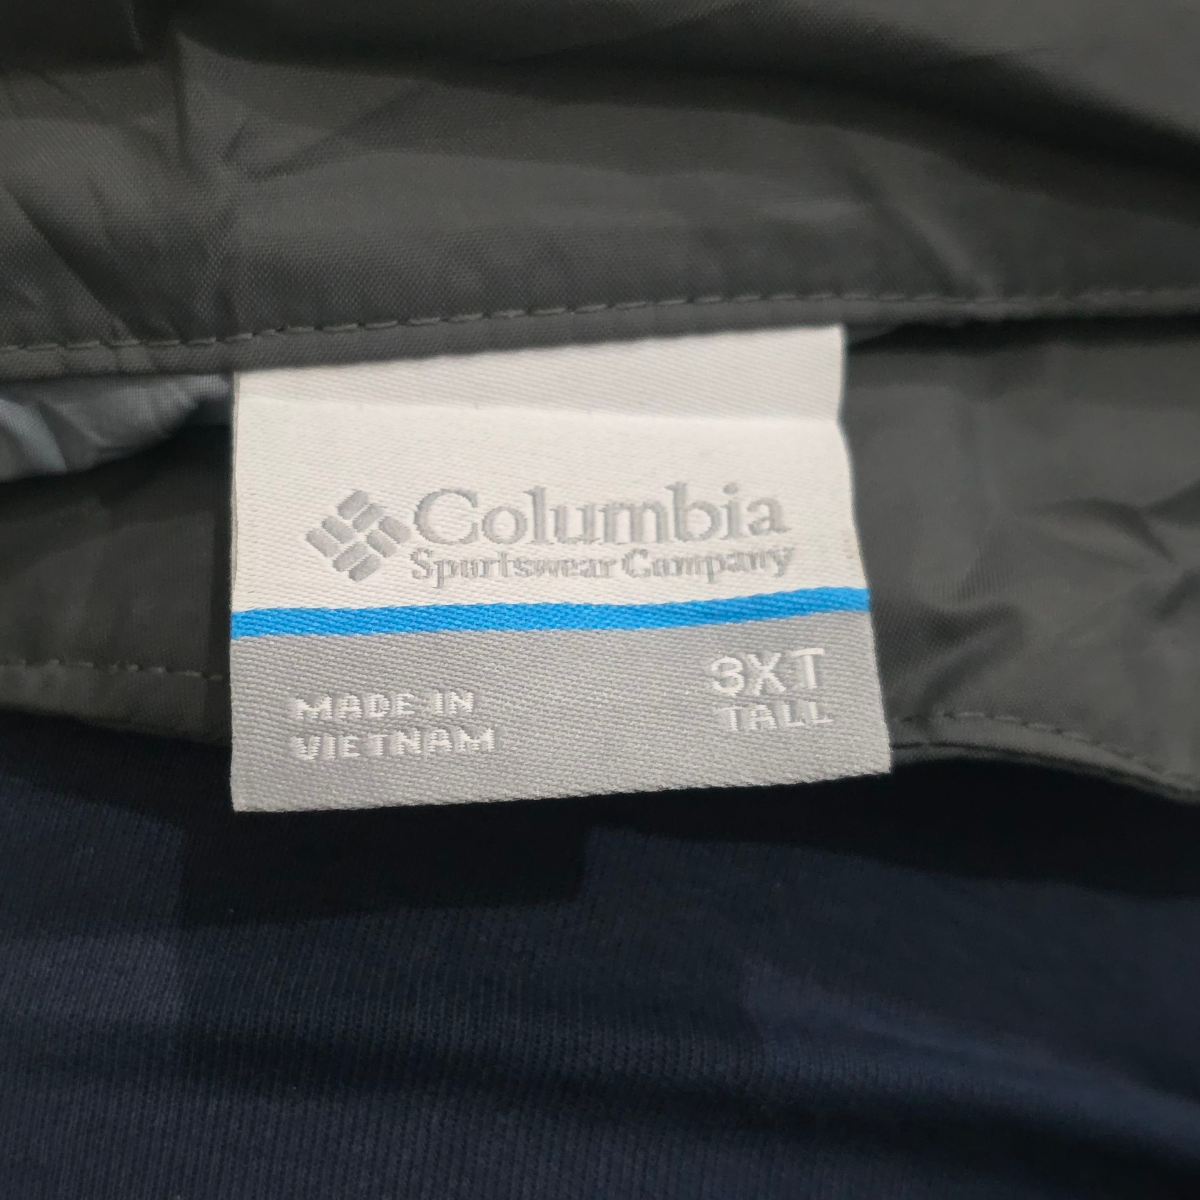 Columbia
Sportswear Company
MADE IN
VIETNAM
3XT
TALL